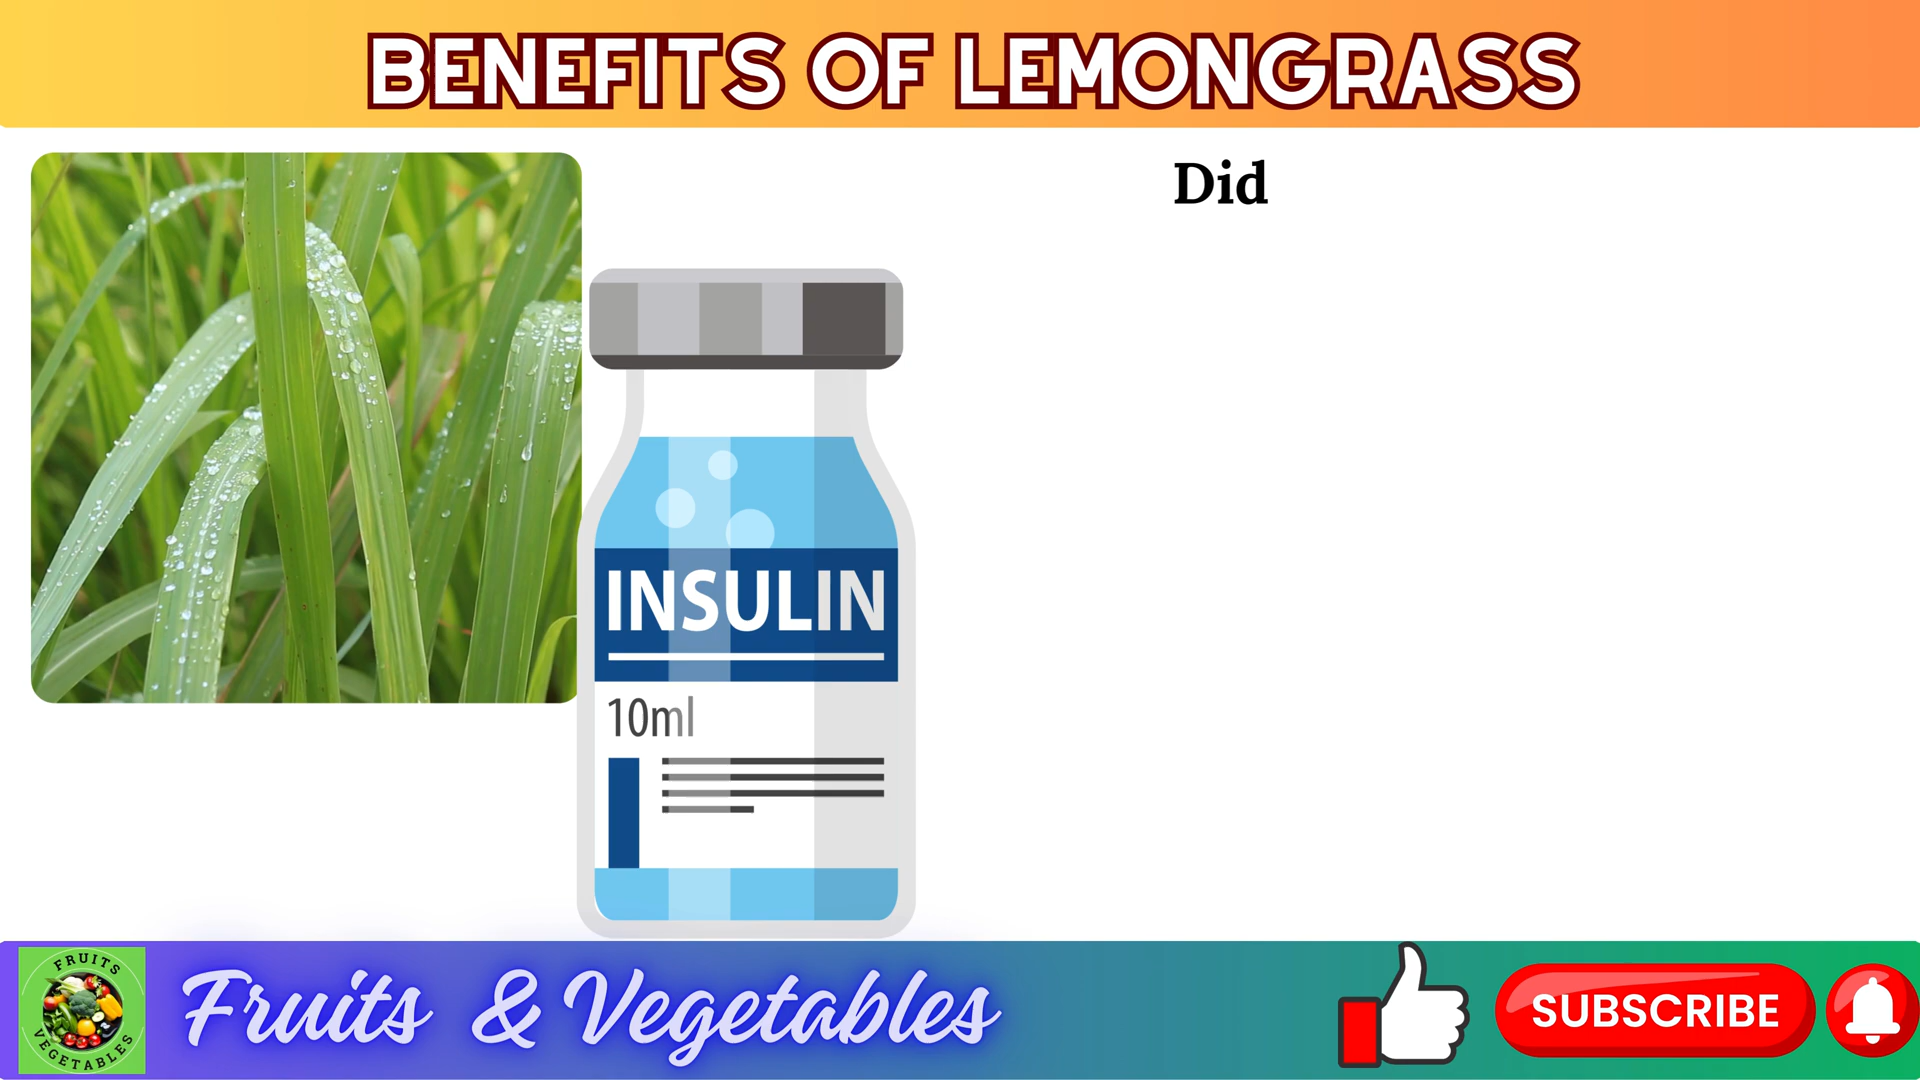 BENEFITS OF LEMONGRASS
Did
INSULIN
10ml
FRUITS
VEGETABLES
Fruits & Vegetables
SUBSCRIBE